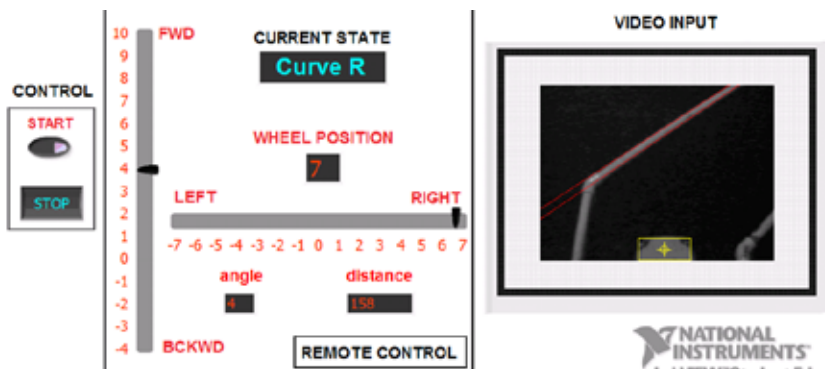 CONTROL
START
STOP
10
9
8
7
6
5
4
3
2
1
0
-1
-2
-3
-4
FWD
BCKWD
CURRENT STATE
Curve R
WHEEL POSITION
7
LEFT RIGHT
-7 -6 -5 -4 -3 -2 -1 0 1 2 3 4 5 6 7
angle distance
4 158
REMOTE CONTROL
VIDEO INPUT
NATIONAL
INSTRUMENTS